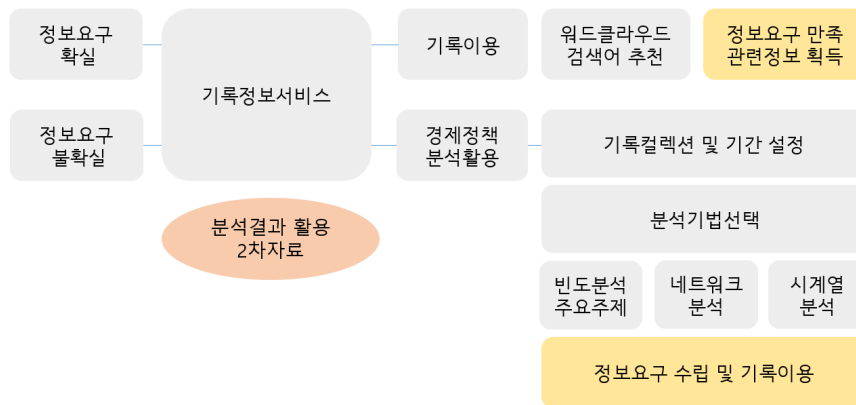 정보요구
확실
기록정보서비스
기록이용
워드클라우드
검색어 추천
정보요구 만족
관련정보 획득
정보요구
불확실
경제정책
분석활용
기록컬렉션 및 기간 설정
분석기법선택
분석결과 활용
2차자료
빈도분석
주요주제
네트워크
분석
시계열
분석
정보요구 수립 및 기록이용